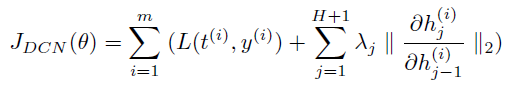 J_{DCN}(θ) = \sum_{i=1}^{m} (L(t^{(i)}, y^{(i)}) + \sum_{j=1}^{H+1} λ_j ‖ \frac{∂h_j^{(i)}}{∂h_{j-1}^{(i)}} ‖_2)